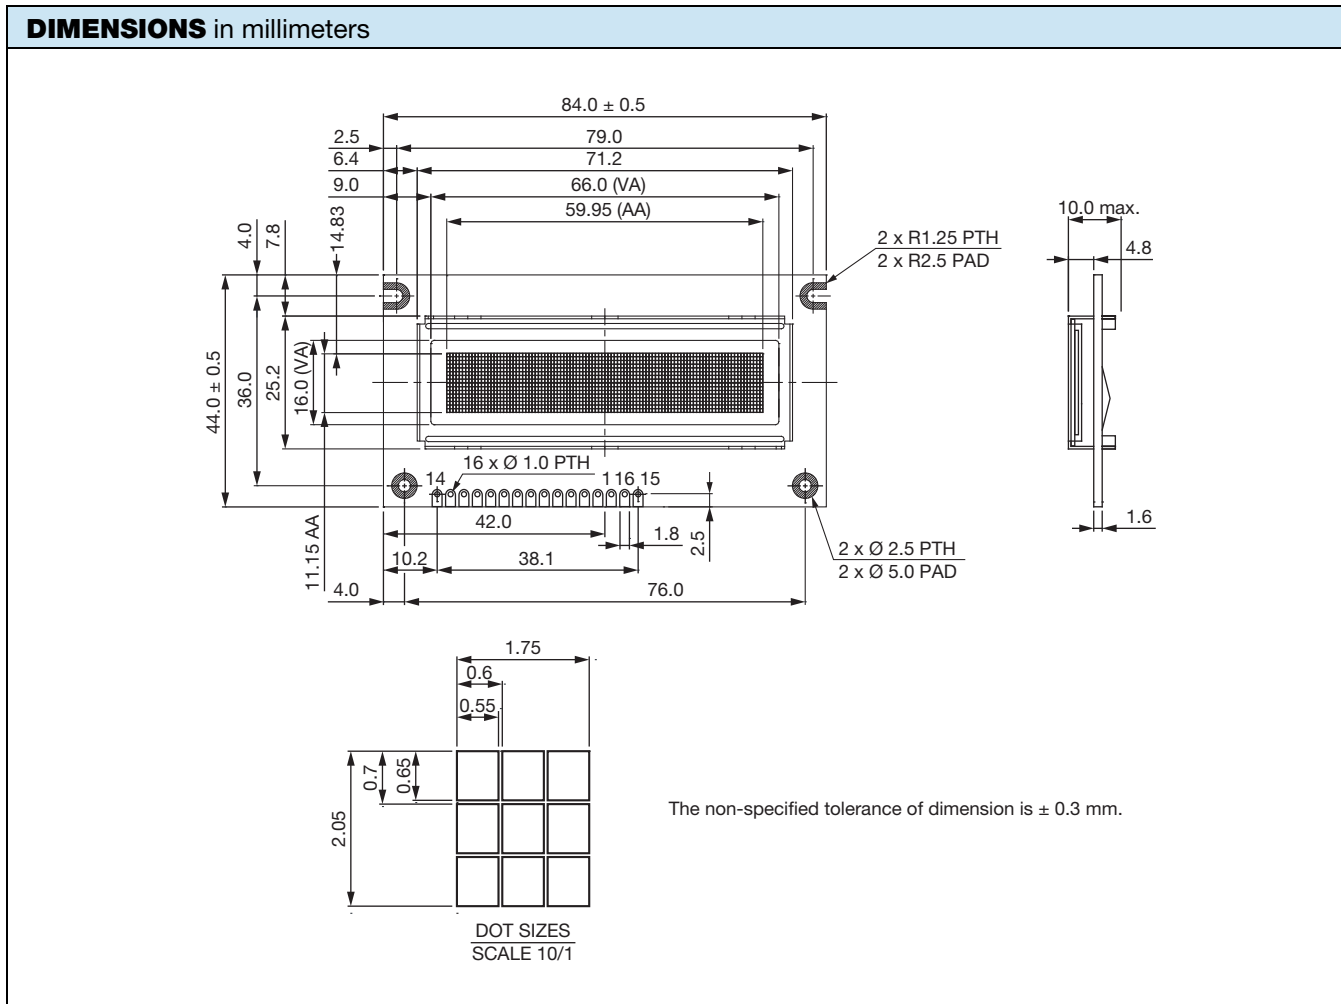 DIMENSIONS in millimeters
84.0 ± 0.5
2.5
79.0
6.4
71.2
9.0
66.0 (VA)
59.95 (AA)
4.0
7.8
14.83
10.0 max.
4.8
2 x R1.25 PTH
2 x R2.5 PAD
44.0 ± 0.5
36.0
25.2
16.0 (VA)
14
16 x Ø 1.0 PTH
1 16 15
42.0
11.15 AA
1.8
2.5
1.6
10.2
38.1
2 x Ø 2.5 PTH
2 x Ø 5.0 PAD
4.0
76.0
1.75
0.6
0.55
0.7
0.65
2.05
The non-specified tolerance of dimension is ± 0.3 mm.
DOT SIZES
SCALE 10/1